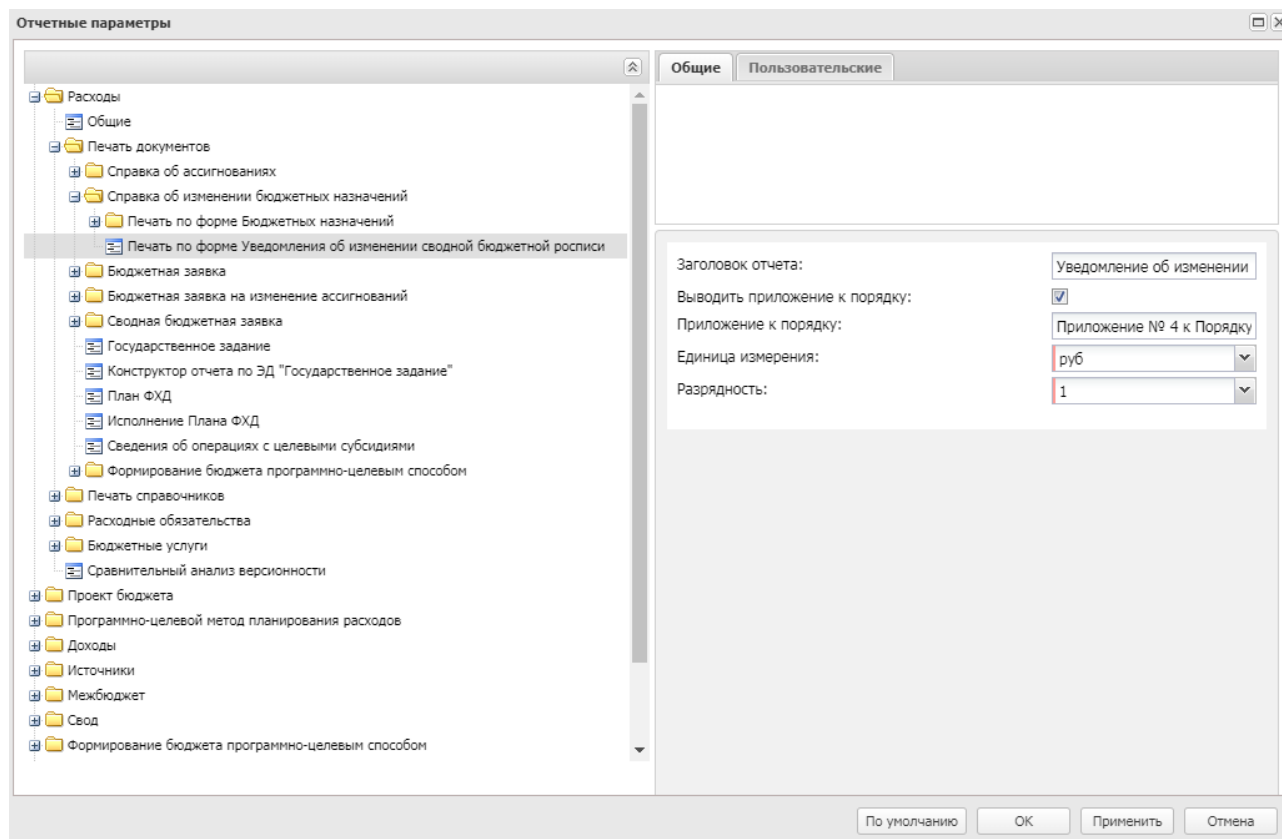 Отчетные параметры
Расходы
Общие
Печать документов
Справка об ассигнованиях
Справка об изменении бюджетных назначений
Печать по форме Бюджетных назначений
Печать по форме Уведомления об изменении сводной бюджетной росписи
Бюджетная заявка
Бюджетная заявка на изменение ассигнований
Сводная бюджетная заявка
Государственное задание
Конструктор отчета по ЭД "Государственное задание"
План ФХД
Исполнение Плана ФХД
Сведения об операциях с целевыми субсидиями
Формирование бюджета программно-целевым способом
Печать справочников
Расходные обязательства
Бюджетные услуги
Сравнительный анализ версионности
Проект бюджета
Программно-целевой метод планирования расходов
Доходы
Источники
Межбюджет
Свод
Формирование бюджета программно-целевым способом
Общие Пользовательские
Заголовок отчета: Уведомление об изменении
Выводить приложение к порядку:
Приложение к порядку: Приложение № 4 к Порядку
Единица измерения: руб
Разрядность: 1
По умолчанию OK Применить Отмена